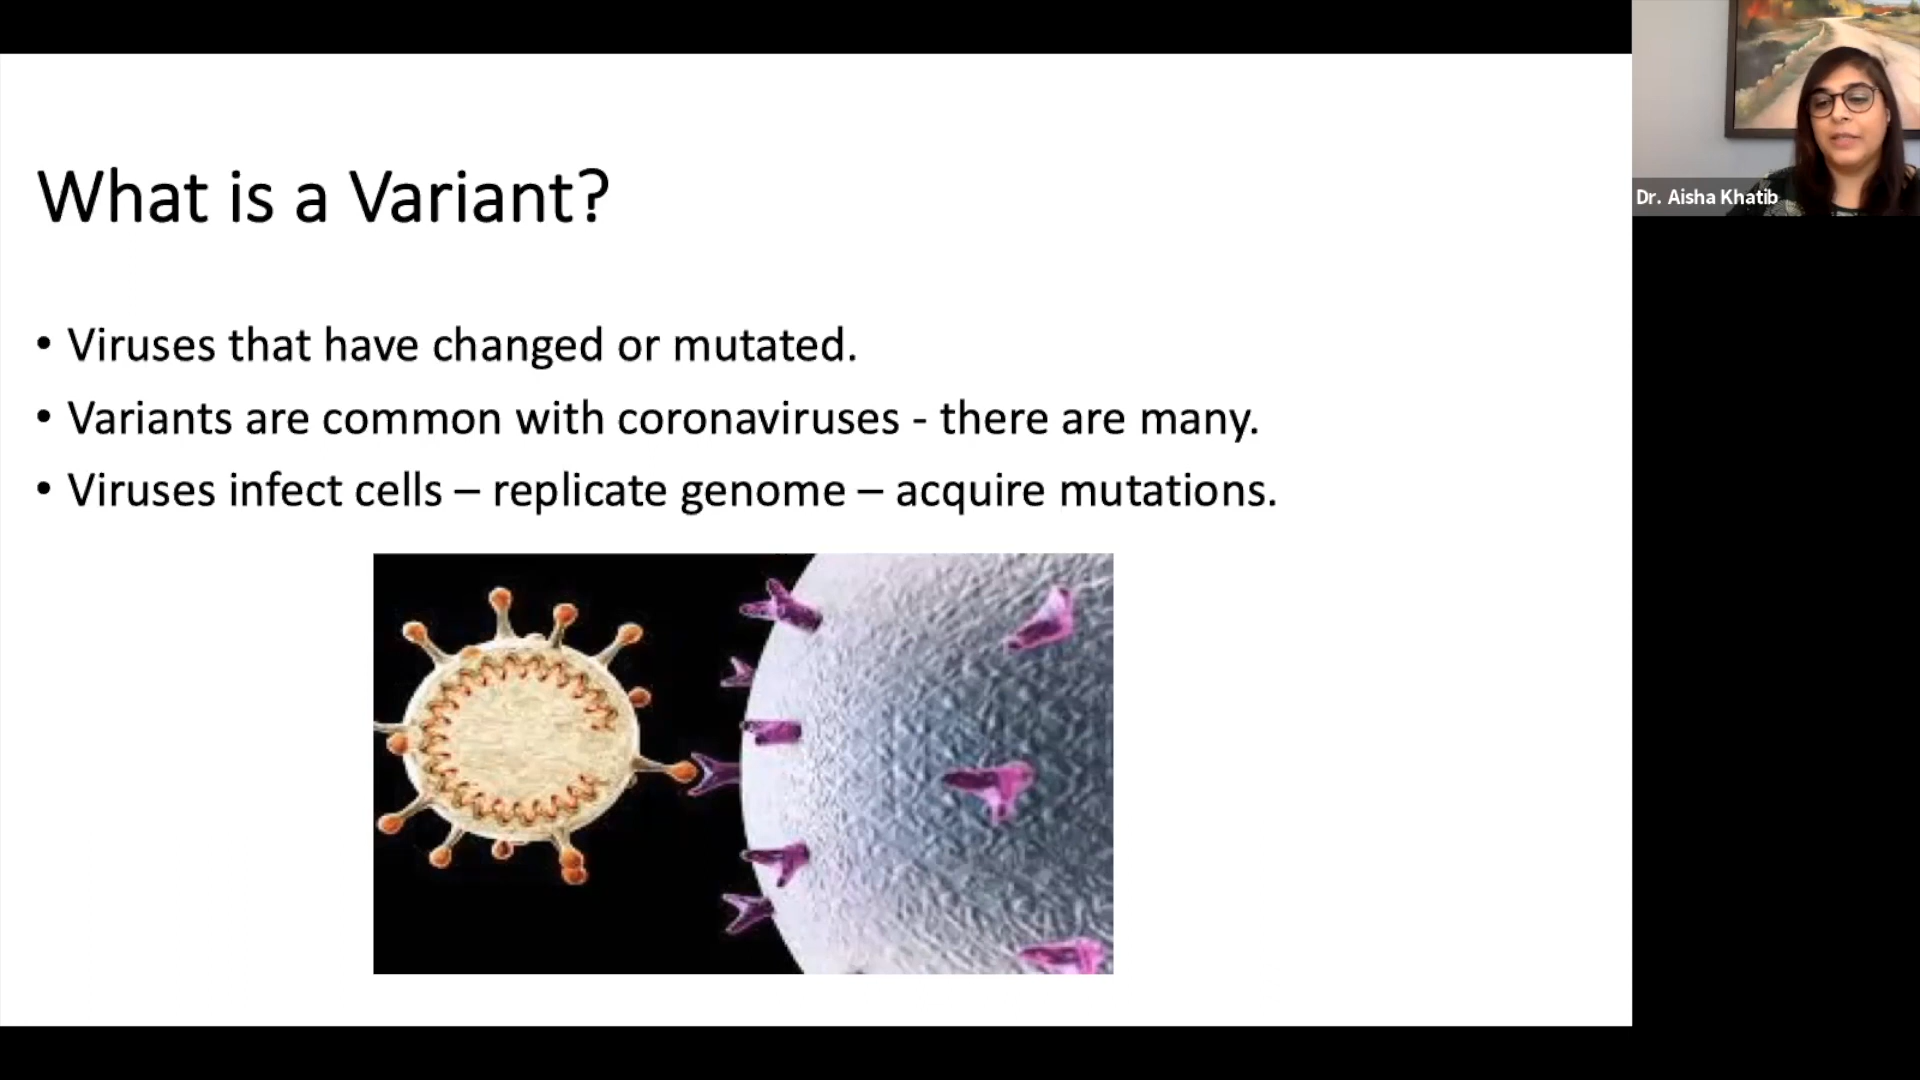 What is a Variant?
• Viruses that have changed or mutated.
• Variants are common with coronaviruses - there are many.
• Viruses infect cells – replicate genome – acquire mutations.
Dr. Aisha Khatib